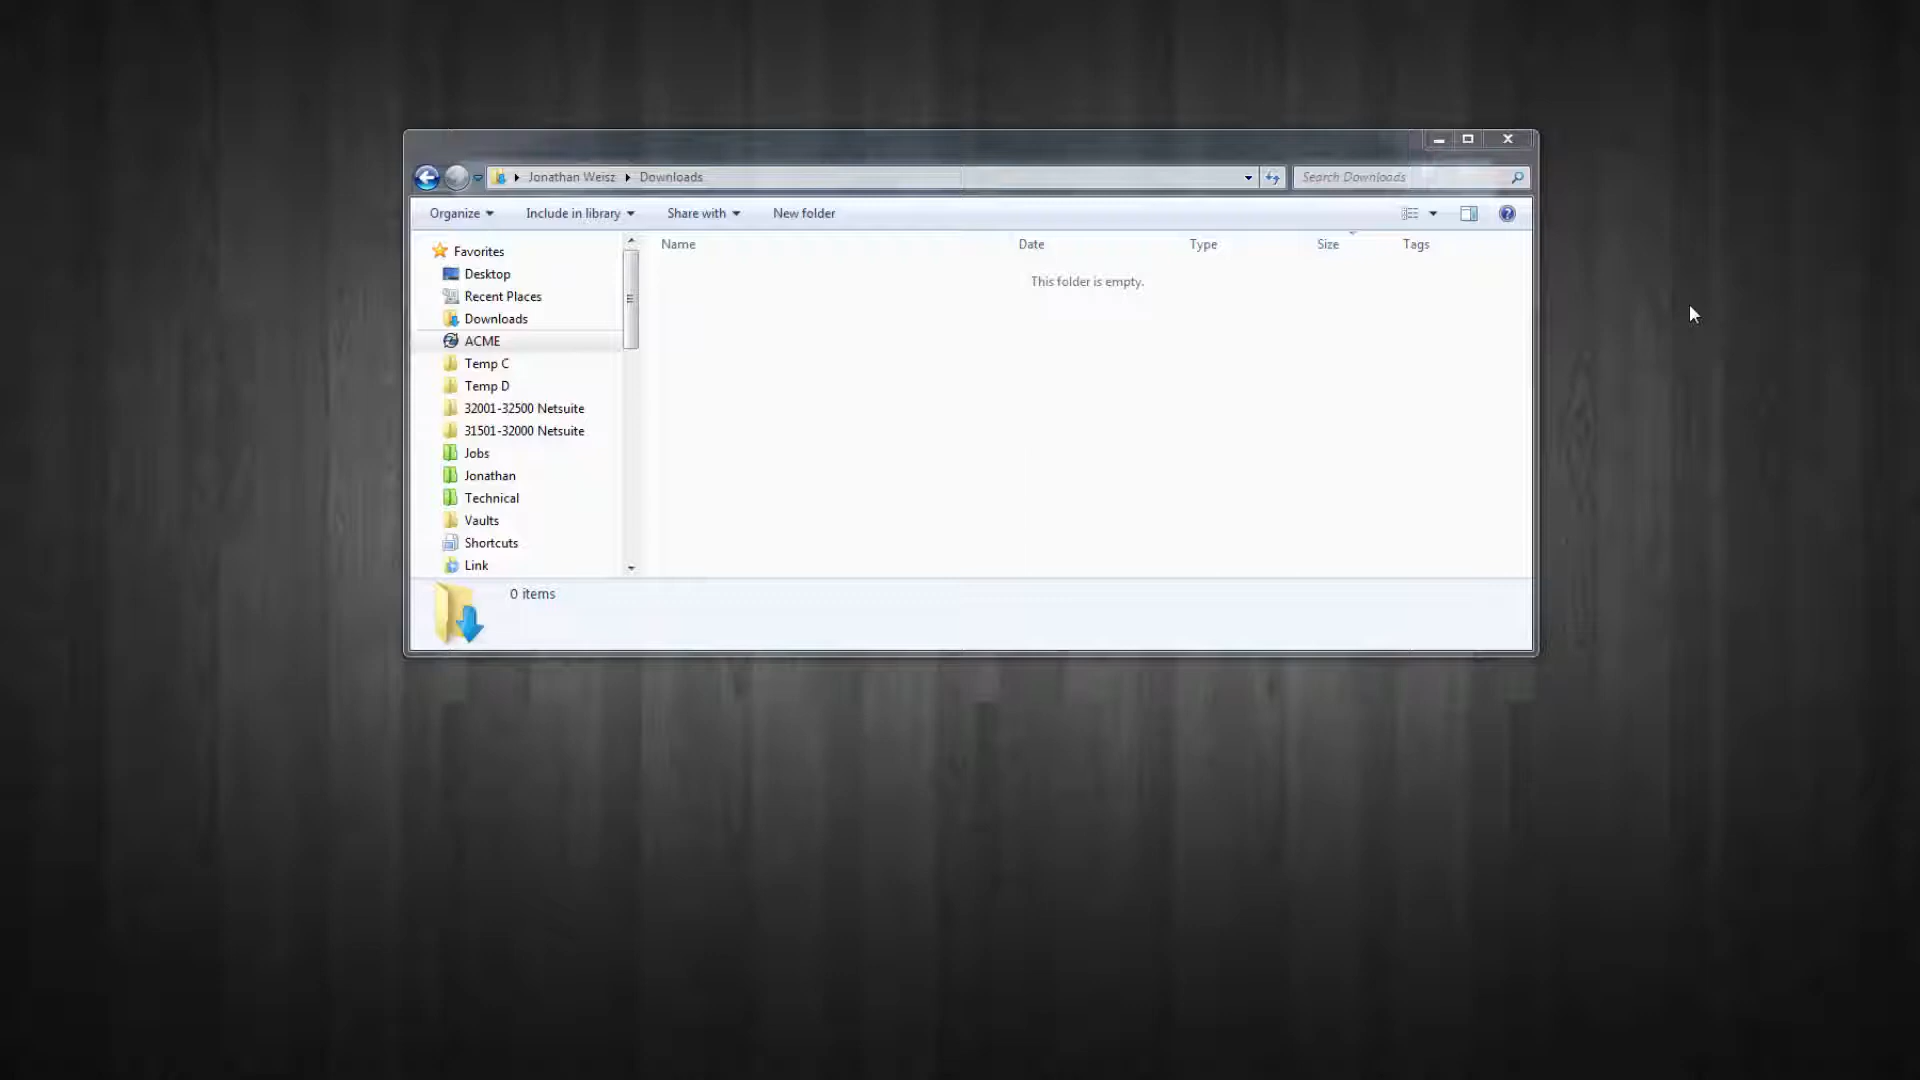 Jonathan Weisz Downloads
Search Downloads
Organize Include in library Share with New folder
Name Date Type Size Tags
This folder is empty.
Favorites
Desktop
Recent Places
Downloads
ACME
Temp C
Temp D
32001-32500 Netsuite
31501-32000 Netsuite
Jobs
Jonathan
Technical
Vaults
Shortcuts
Link
0 items